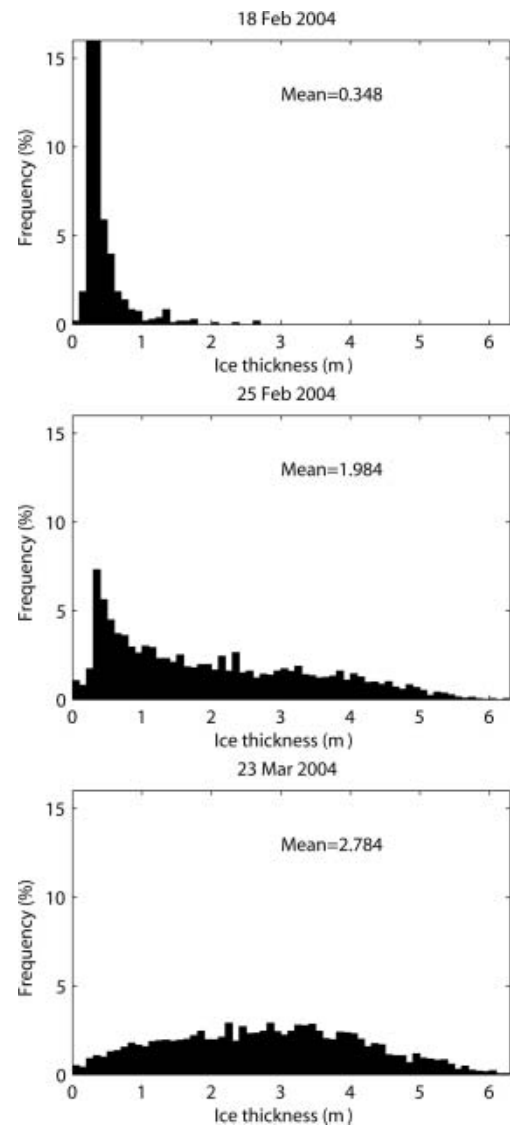 18 Feb 2004
15
10
5
0
Frequency (%)
Mean=0.348
0 1 2 3 4 5 6
Ice thickness (m )
25 Feb 2004
15
10
5
0
Frequency (%)
Mean=1.984
0 1 2 3 4 5 6
Ice thickness (m )
23 Mar 2004
15
10
5
0
Frequency (%)
Mean=2.784
0 1 2 3 4 5 6
Ice thickness (m )